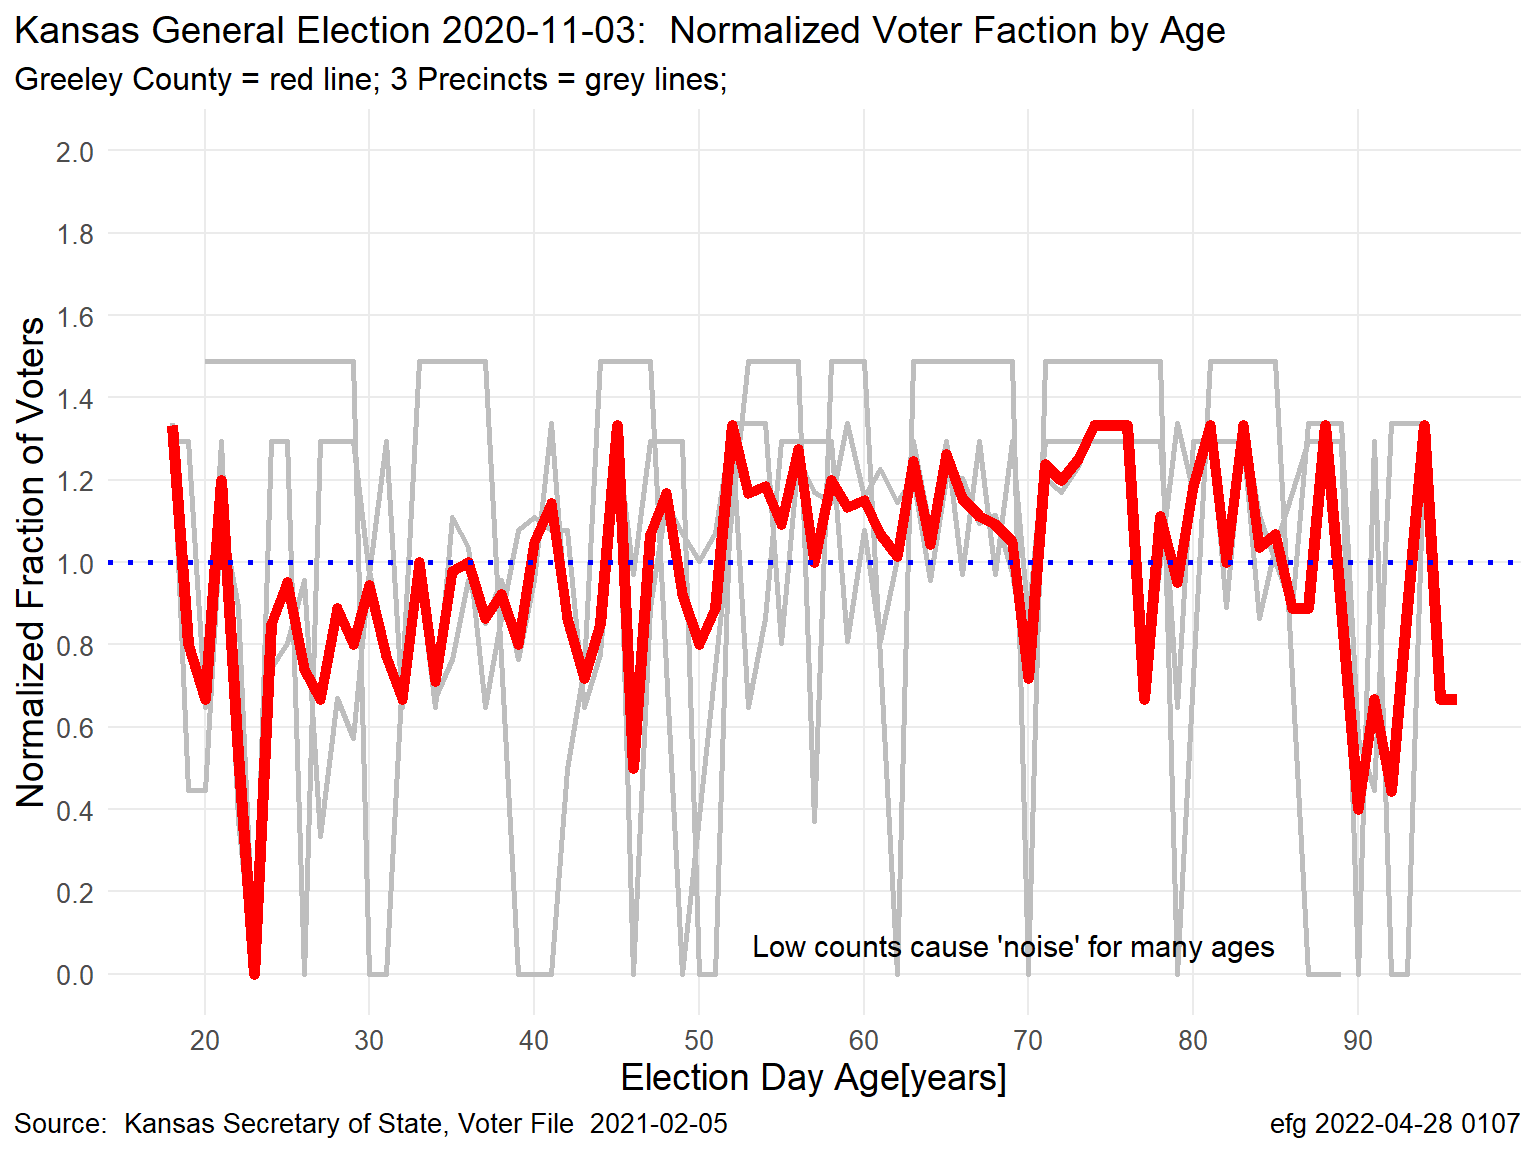 Kansas General Election 2020-11-03:  Normalized Voter Faction by Age
Greeley County = red line; 3 Precincts = grey lines;
Normalized Fraction of Voters
2.0
1.8
1.6
1.4
1.2
1.0
0.8
0.6
0.4
0.2
0.0
Low counts cause 'noise' for many ages
20 30 40 50 60 70 80 90
Election Day Age[years]
Source:  Kansas Secretary of State, Voter File  2021-02-05
efg 2022-04-28 0107